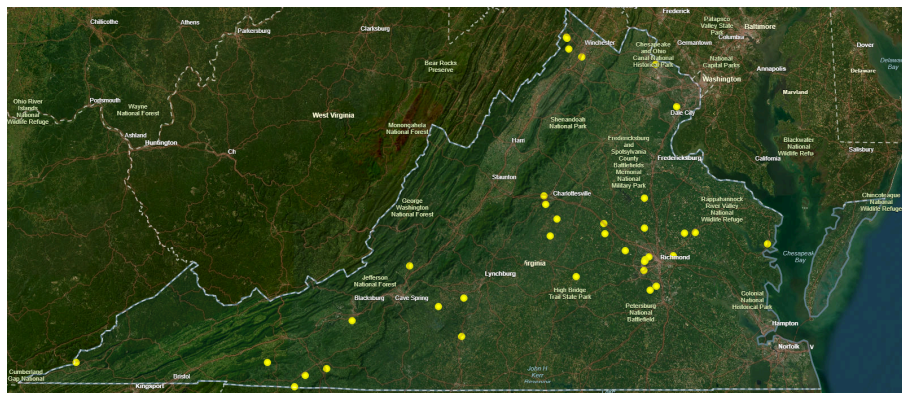 Chillicothe
Athens
Parkersburg
Clarksburg
Frederick
Patapsco
Valley State
Park
Baltimore
Columbia
Winchester
Chesapeake
and Ohio
Canal National
Historical Park
Germantown
National
Capital Parks
Dover
Delaware
Bay
Bear Rocks
Preserve
Washington
Annapolis
Delaware
Maryland
Ohio River
Islands
National
Wildlife Refuge
Portsmouth
Wayne
National Forest
West Virginia
Dale City
Ashland
Huntington
Ch
Monongahela
National Forest
Shenandoah
National Park
Ham
Fredericksburg
and
Spotsylvania
County
Battlefields
Memorial
National
Military Park
Fredericksburg
California
Blackwater
National
Wildlife Refu
Salisbury
Staunton
Charlottesville
George
Washington
National Forest
Rappahannock
River Valley
National
Wildlife Refuge
Chincoteague
National
Wildlife Refuge
Chesapeake
Bay
Richmond
Virginia
Lynchburg
Jefferson
National Forest
Blacksburg
Cave Spring
High Bridge
Trail State Park
Petersburg
National
Battlefield
Colonial
National
Historical Park
Hampton
Norfolk
V
Cumberland
Gap National
Bristol
Kingsport
John H
Kerr
Reservoir